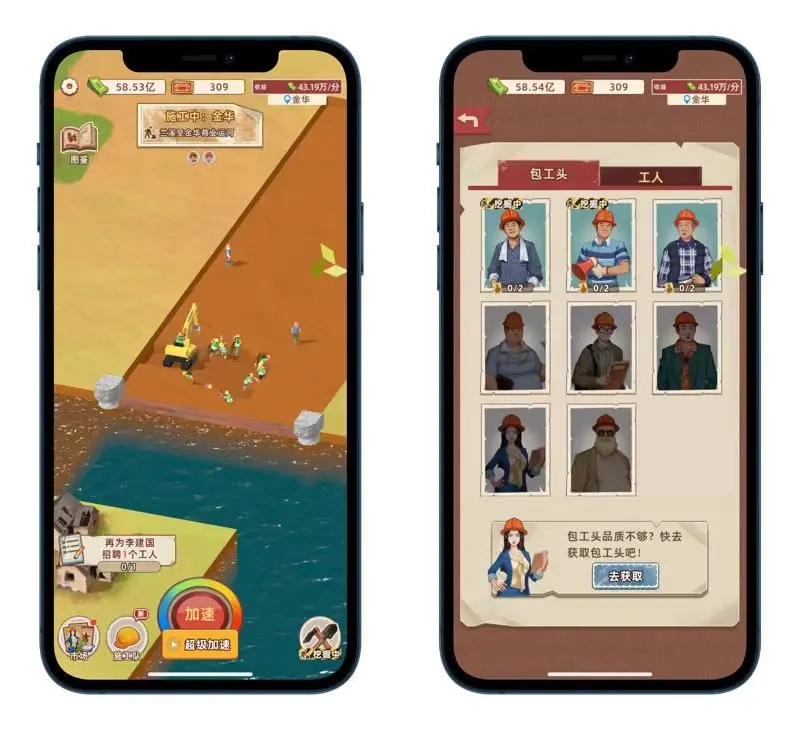 58.53亿
309
收益
43.19万/分
金华
施工中:金华
兰溪至金华商业运河
图鉴
再为李建国
招聘1个工人
0/1
加速
超级加速
市场
新
施工队
挖掘中
58.54亿
309
收益
43.19万/分
金华
包工头
工人
挖掘中
挖掘中
0/2
0/2
0/2
包工头品质不够?快去
获取包工头吧!
去获取